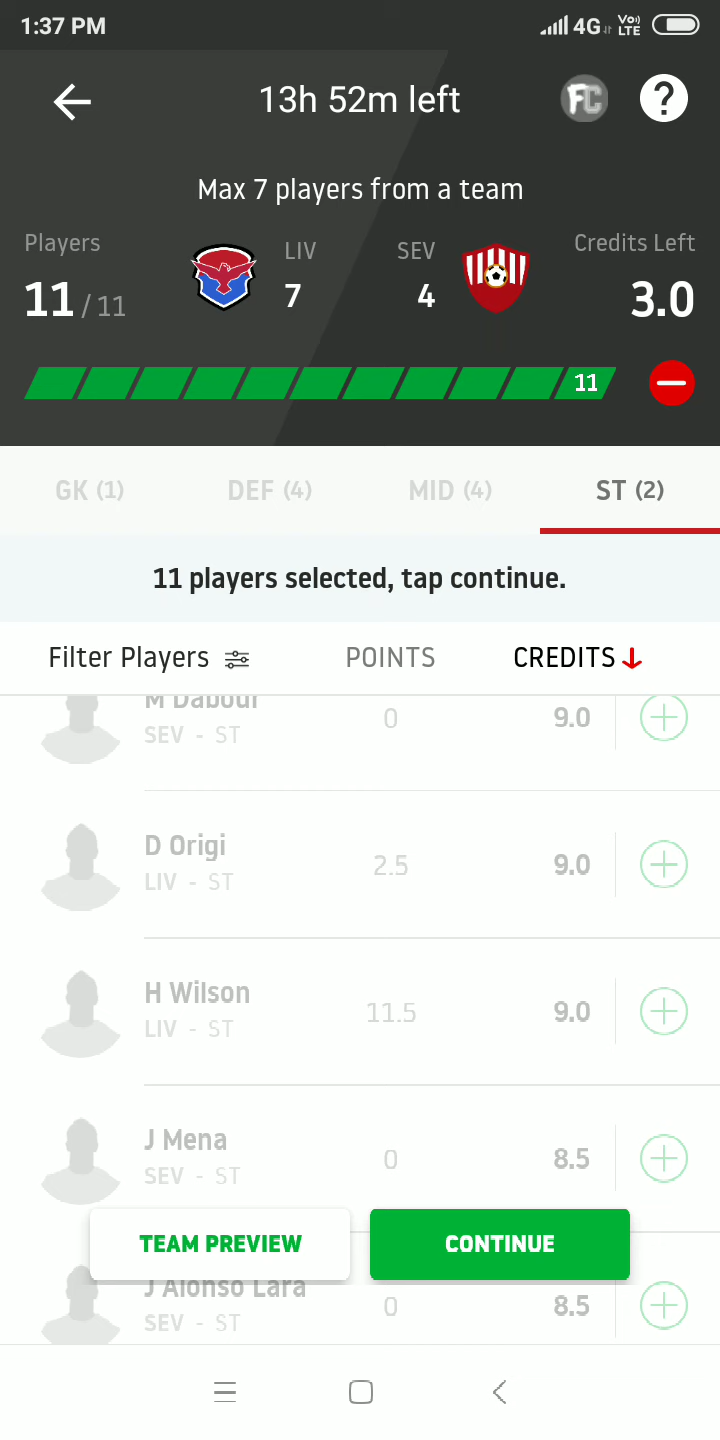 1:37 PM
4G Vo)) LTE
13h 52m left
FC
?
Max 7 players from a team
Players
LIV
SEV
Credits Left
11 / 11
7
4
3.0
11
GK (1)
DEF (4)
MID (4)
ST (2)
11 players selected, tap continue.
Filter Players
POINTS
CREDITS
M Dabour
SEV - ST
0
9.0
D Origi
LIV - ST
2.5
9.0
H Wilson
LIV - ST
11.5
9.0
J Mena
SEV - ST
0
8.5
TEAM PREVIEW
CONTINUE
J Alonso Lara
SEV - ST
0
8.5